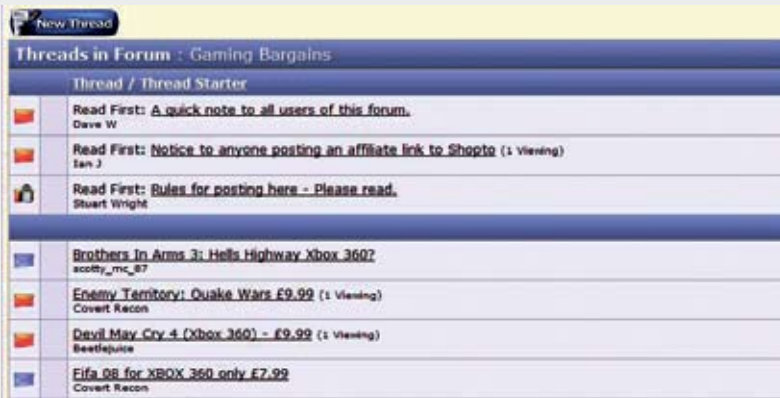 New Thread
Threads in Forum : Gaming Bargains
Thread / Thread Starter
Read First: A quick note to all users of this forum.
Dave W
Read First: Notice to anyone posting an affiliate link to Shopto (1 Viewing)
Ian J
Read First: Rules for posting here - Please read.
Stuart Wright
Brothers In Arms 3: Hells Highway Xbox 360?
scotty_mc_87
Enemy Territory: Quake Wars £9.99 (1 Viewing)
Covert Recon
Devil May Cry 4 (Xbox 360) - £9.99 (1 Viewing)
Beetlejuice
Fifa 08 for XBOX 360 only £7.99
Covert Recon